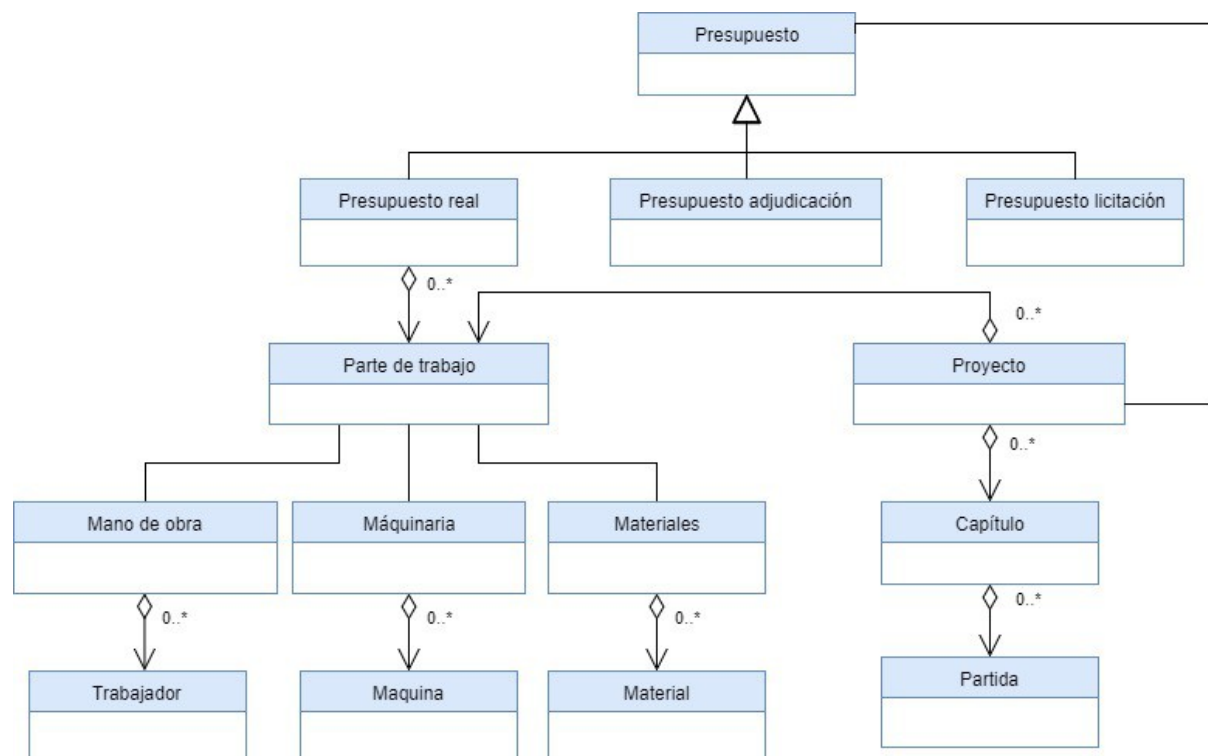 Presupuesto
Presupuesto real
Presupuesto adjudicación
Presupuesto licitación
0..*
0..*
Parte de trabajo
Proyecto
0..*
Mano de obra
Máquinaria
Materiales
Capítulo
0..*
0..*
0..*
0..*
Trabajador
Maquina
Material
Partida